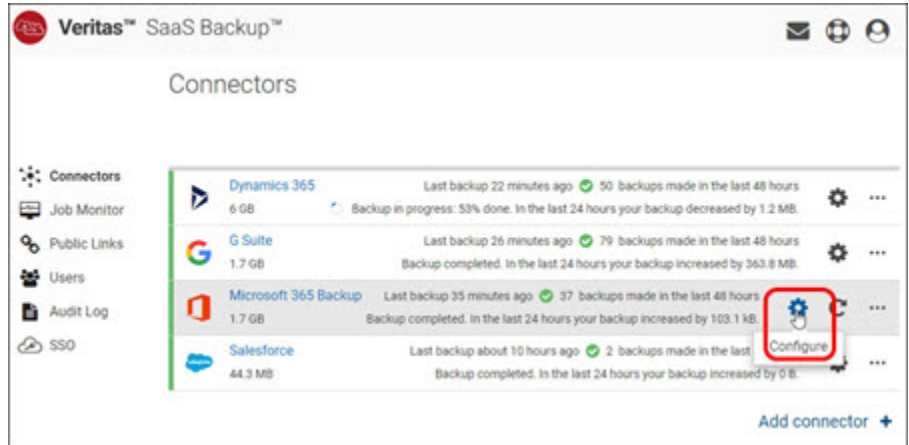 Veritas™ SaaS Backup™
Connectors
Connectors
Job Monitor
Public Links
Users
Audit Log
SSO
Dynamics 365
Last backup 22 minutes ago 50 backups made in the last 48 hours
6 GB
Backup in progress: 53% done. In the last 24 hours your backup decreased by 1.2 MB.
G Suite
Last backup 26 minutes ago 79 backups made in the last 48 hours
1.7 GB
Backup completed. In the last 24 hours your backup increased by 363.8 MB.
Microsoft 365 Backup
Last backup 35 minutes ago 37 backups made in the last 48 hours
1.7 GB
Backup completed. In the last 24 hours your backup increased by 103.1 kB.
Configure
Salesforce
Last backup about 10 hours ago 2 backups made in the last
44.3 MB
Backup completed. In the last 24 hours your backup increased by 0 B.
Add connector +